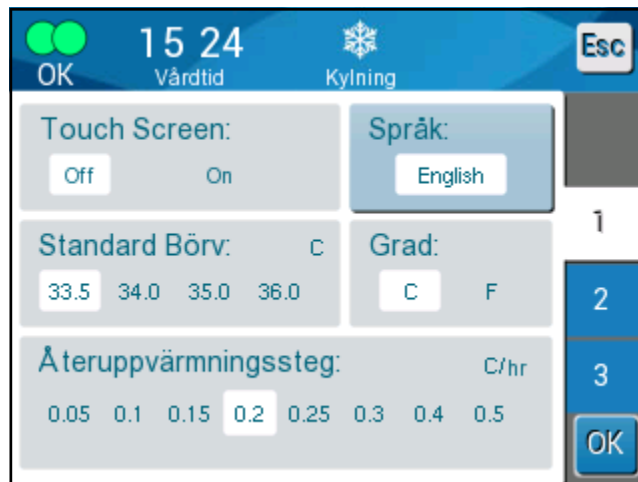 OK
15 24
Vårdtid
Kylning
Esc
Touch Screen:
Off On
Språk:
English
Standard Börv: C
33.5 34.0 35.0 36.0
Grad:
C F
Återuppvärmningssteg: C/hr
0.05 0.1 0.15 0.2 0.25 0.3 0.4 0.5
1
2
3
OK